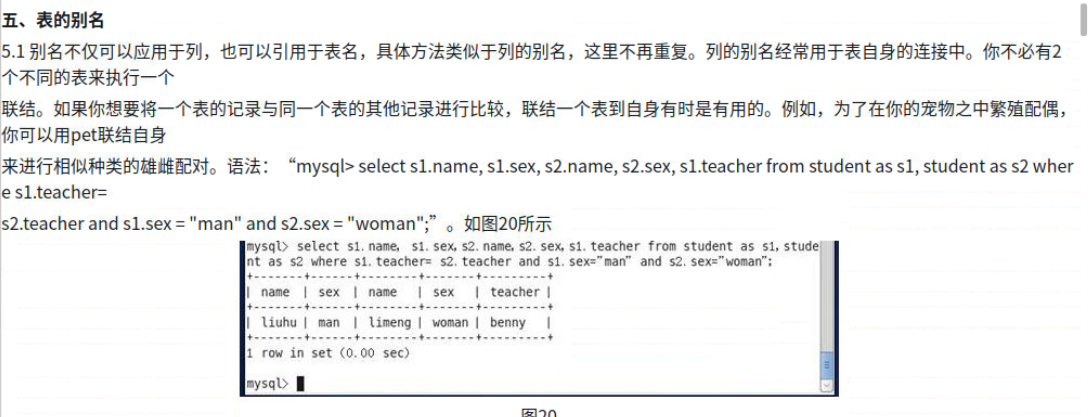 五、表的别名
5.1 别名不仅可以应用于列，也可以引用于表名，具体方法类似于列的别名，这里不再重复。列的别名经常用于表自身的连接中。你不必有2
个不同的表来执行一个
联结。如果你想要将一个表的记录与同一个表的其他记录进行比较，联结一个表到自身有时是有用的。例如，为了在你的宠物之中繁殖配偶，
你可以用pet联结自身
来进行相似种类的雄雌配对。语法：“mysql> select s1.name, s1.sex, s2.name, s2.sex, s1.teacher from student as s1, student as s2 wher
e s1.teacher=
s2.teacher and s1.sex = "man" and s2.sex = "woman";”。如图20所示
mysql> select s1.name, s1.sex, s2.name, s2.sex, s1.teacher from student as s1, stude
nt as s2 where s1.teacher= s2.teacher and s1.sex="man" and s2.sex="woman";
+-------+------+--------+-------+---------+
| name | sex | name | sex | teacher |
+-------+------+--------+-------+---------+
| liuhu | man | limeng | woman | benny |
+-------+------+--------+-------+---------+
1 row in set (0.00 sec)
mysql>
图20